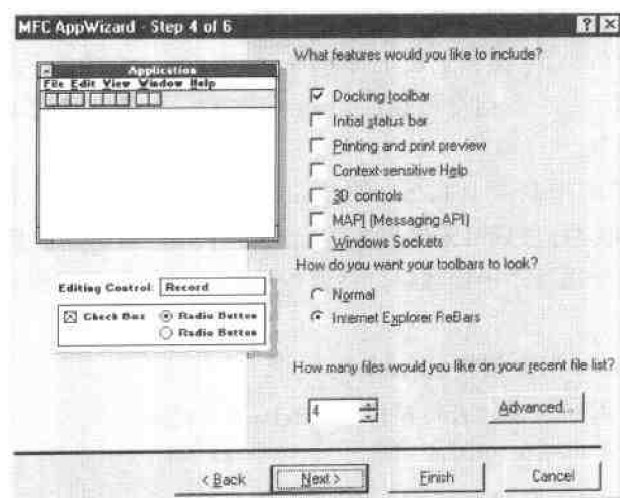 MFC AppWizard - Step 4 of 6
Application
File Edit View Window Help
Editing Control: Record
Check Box
Radio Button
Radio Button
What features would you like to include?
Docking toolbar
Initial status bar
Printing and print preview
Context-sensitive Help
3D controls
MAPI (Messaging API)
Windows Sockets
How do you want your toolbars to look?
Normal
Internet Explorer ReBars
How many files would you like on your recent file list?
4
Advanced...
< Back
Next >
Finish
Cancel